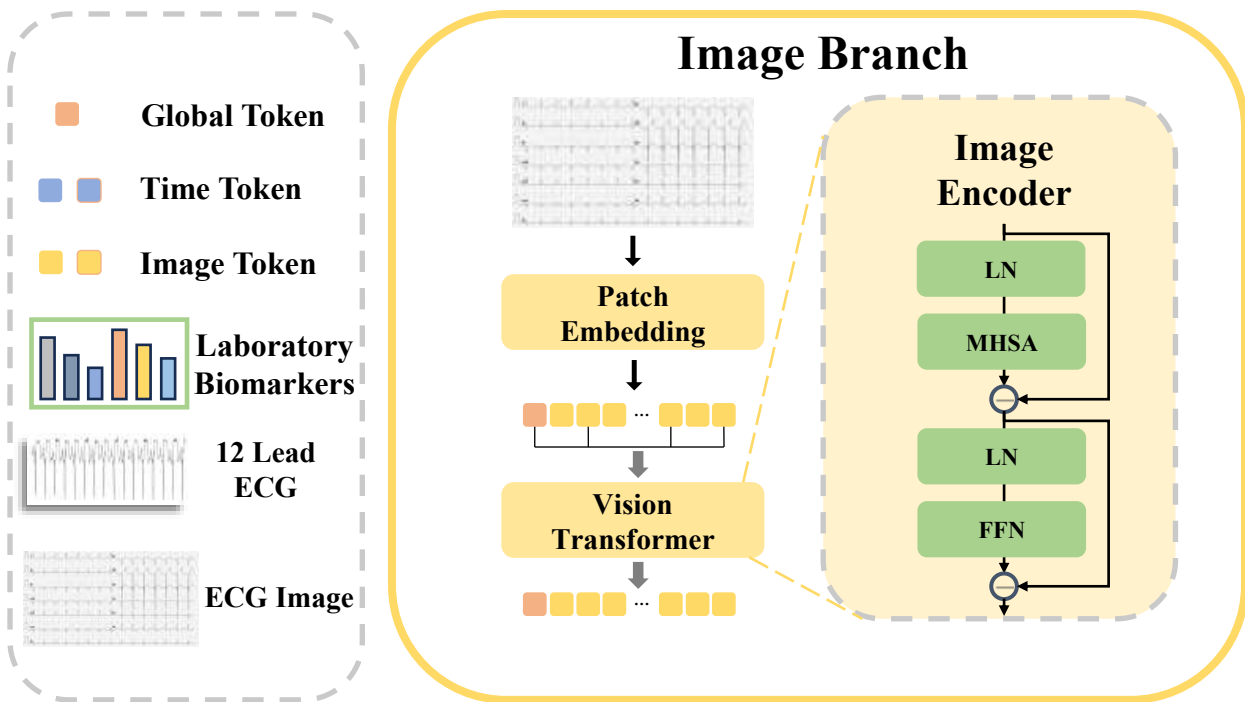 Global Token
Time Token
Image Token
Laboratory
Biomarkers
12 Lead
ECG
ECG Image
Image Branch
Patch
Embedding
...
Vision
Transformer
...
Image
Encoder
LN
MHSA
LN
FFN